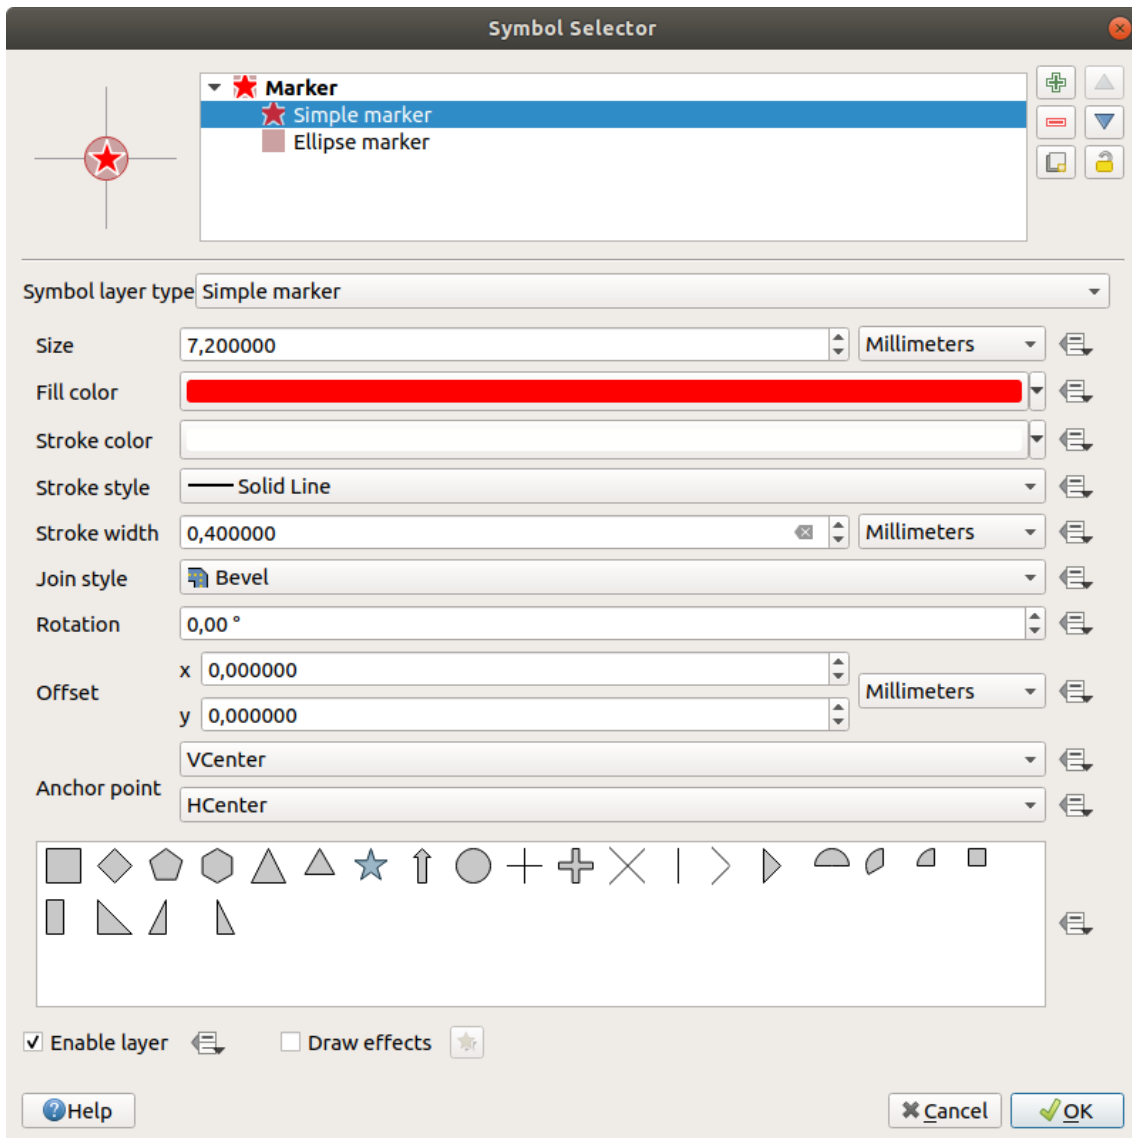 Symbol Selector
Marker
Simple marker
Ellipse marker
Symbol layer type Simple marker
Size 7,200000 Millimeters
Fill color
Stroke color
Stroke style Solid Line
Stroke width 0,400000 Millimeters
Join style Bevel
Rotation 0,00 °
Offset x 0,000000 Millimeters
y 0,000000
Anchor point VCenter
HCenter
Enable layer Draw effects
Help Cancel OK